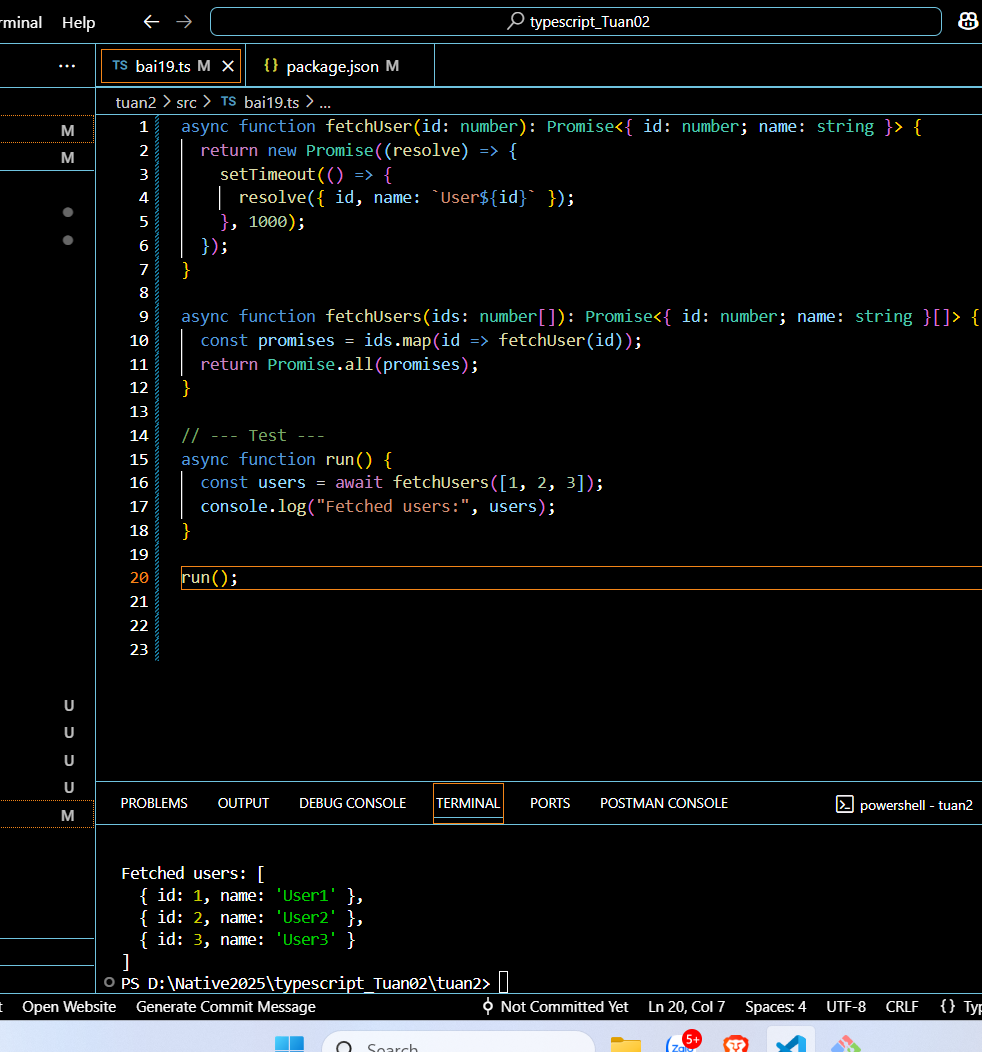 Help
typescript_Tuan02
TS bai19.ts M
{} package.json M
tuan2 > src > TS bai19.ts > ...
M
M
1 async function fetchUser(id: number): Promise<{ id: number; name: string }> {
2   return new Promise((resolve) => {
3     setTimeout(() => {
4       resolve({ id, name: `User${id}` });
5     }, 1000);
6   });
7 }
8
9 async function fetchUsers(ids: number[]): Promise<{ id: number; name: string }[]> {
10   const promises = ids.map(id => fetchUser(id));
11   return Promise.all(promises);
12 }
13
14 // --- Test ---
15 async function run() {
16   const users = await fetchUsers([1, 2, 3]);
17   console.log("Fetched users:", users);
18 }
19
20 run();
21
22
23
U
U
U
U
M
PROBLEMS OUTPUT DEBUG CONSOLE TERMINAL PORTS POSTMAN CONSOLE
powershell - tuan2
Fetched users: [
  { id: 1, name: 'User1' },
  { id: 2, name: 'User2' },
  { id: 3, name: 'User3' }
]
PS D:\Native2025\typescript_Tuan02\tuan2>
Open Website Generate Commit Message Not Committed Yet Ln 20, Col 7 Spaces: 4 UTF-8 CRLF {}
Search
Zalo
5+